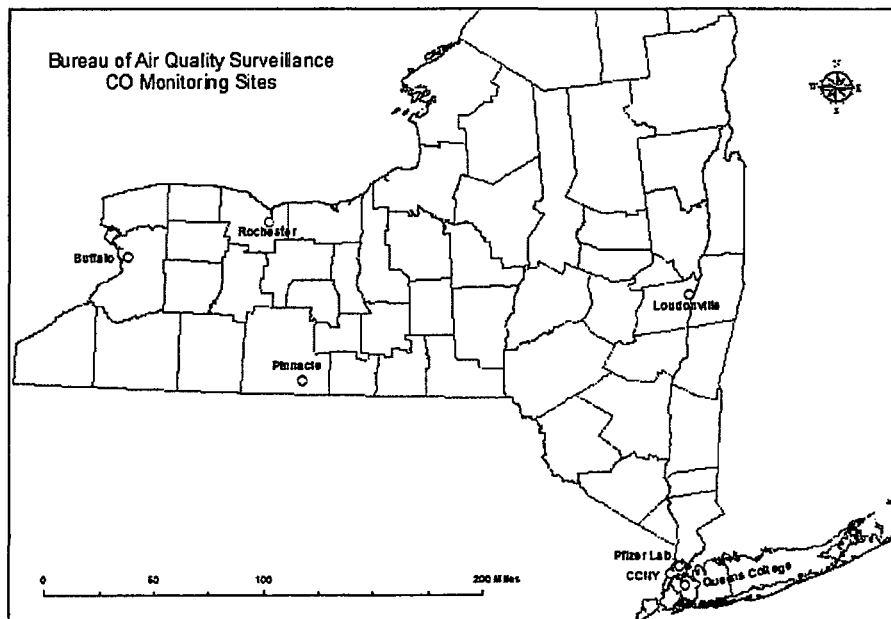 Bureau of Air Quality Surveillance
CO Monitoring Sites
Rochester
Buffalo
Loudonville
Pinnacle
Pfizer Lab
CCNY
Queens College
0 50 100 200 Miles